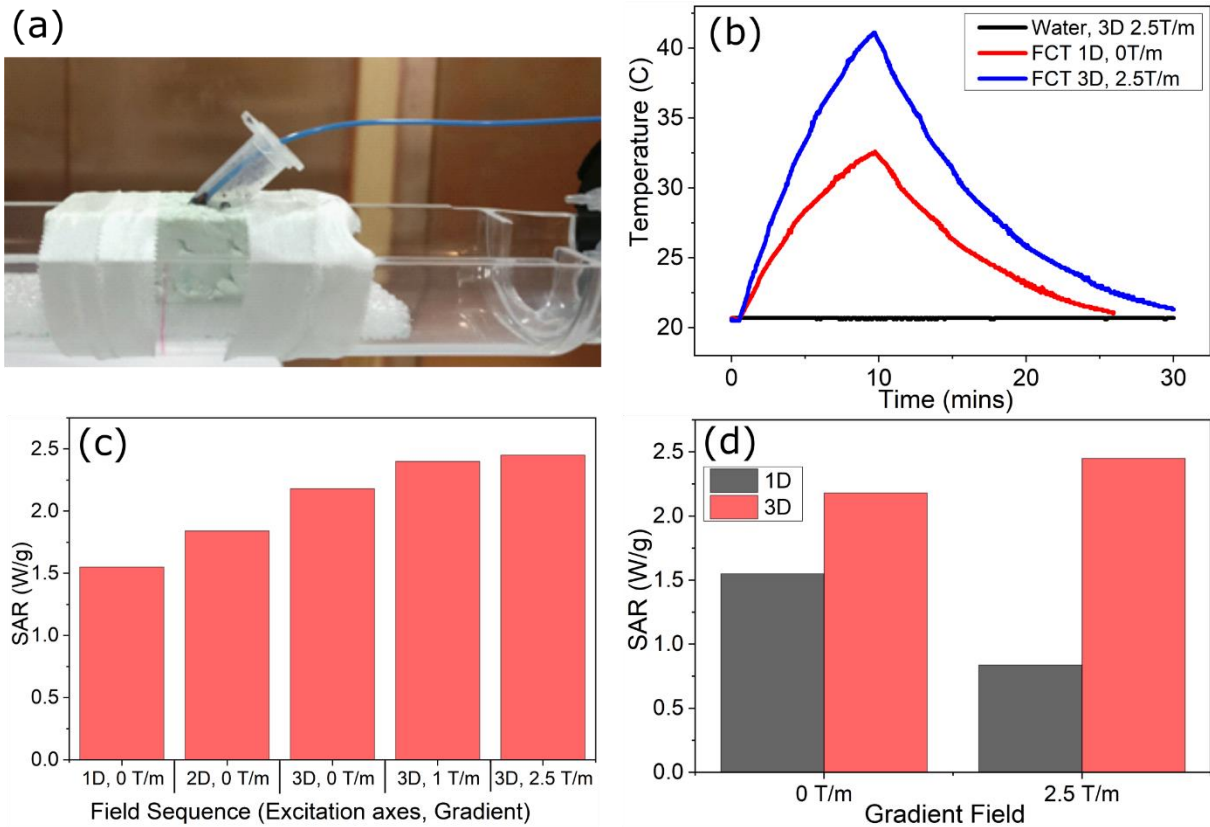 (a)
(b)
Water, 3D 2.5T/m
FCT 1D, 0T/m
FCT 3D, 2.5T/m
Temperature (C)
40
35
30
25
20
0
10
20
30
Time (mins)
(c)
SAR (W/g)
2.5
2.0
1.5
1.0
0.5
0.0
1D, 0 T/m
2D, 0 T/m
3D, 0 T/m
3D, 1 T/m
3D, 2.5 T/m
Field Sequence (Excitation axes, Gradient)
(d)
1D
3D
SAR (W/g)
2.5
2.0
1.5
1.0
0.5
0.0
0 T/m
2.5 T/m
Gradient Field